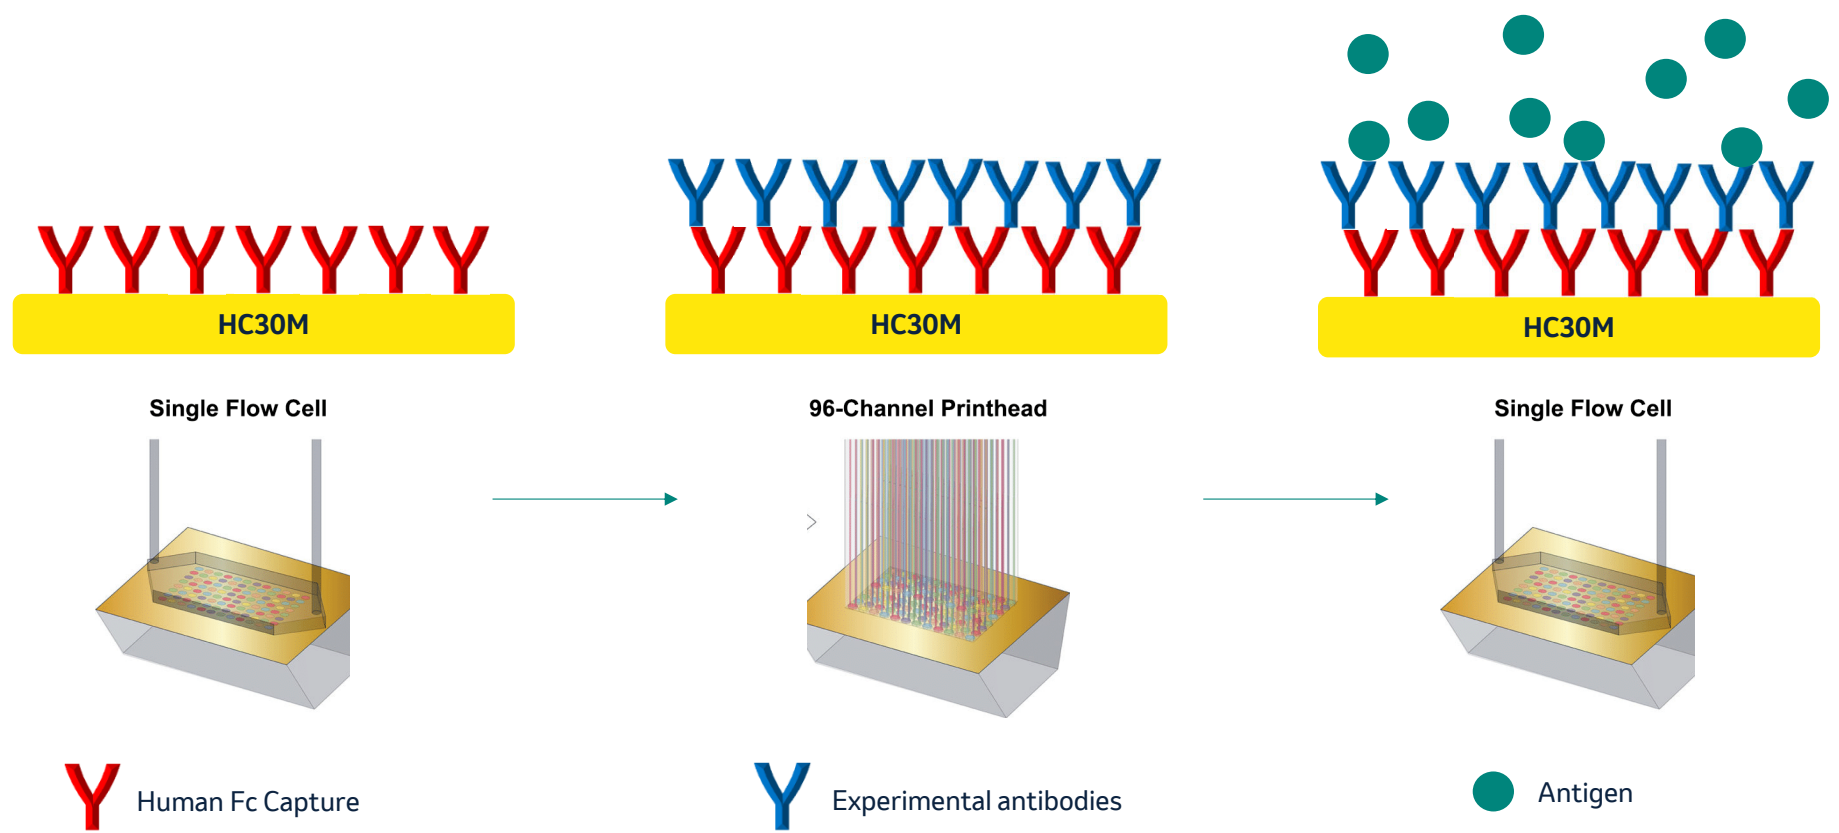 HC30M
HC30M
HC30M
Single Flow Cell
96-Channel Printhead
Single Flow Cell
Human Fc Capture
Experimental antibodies
Antigen